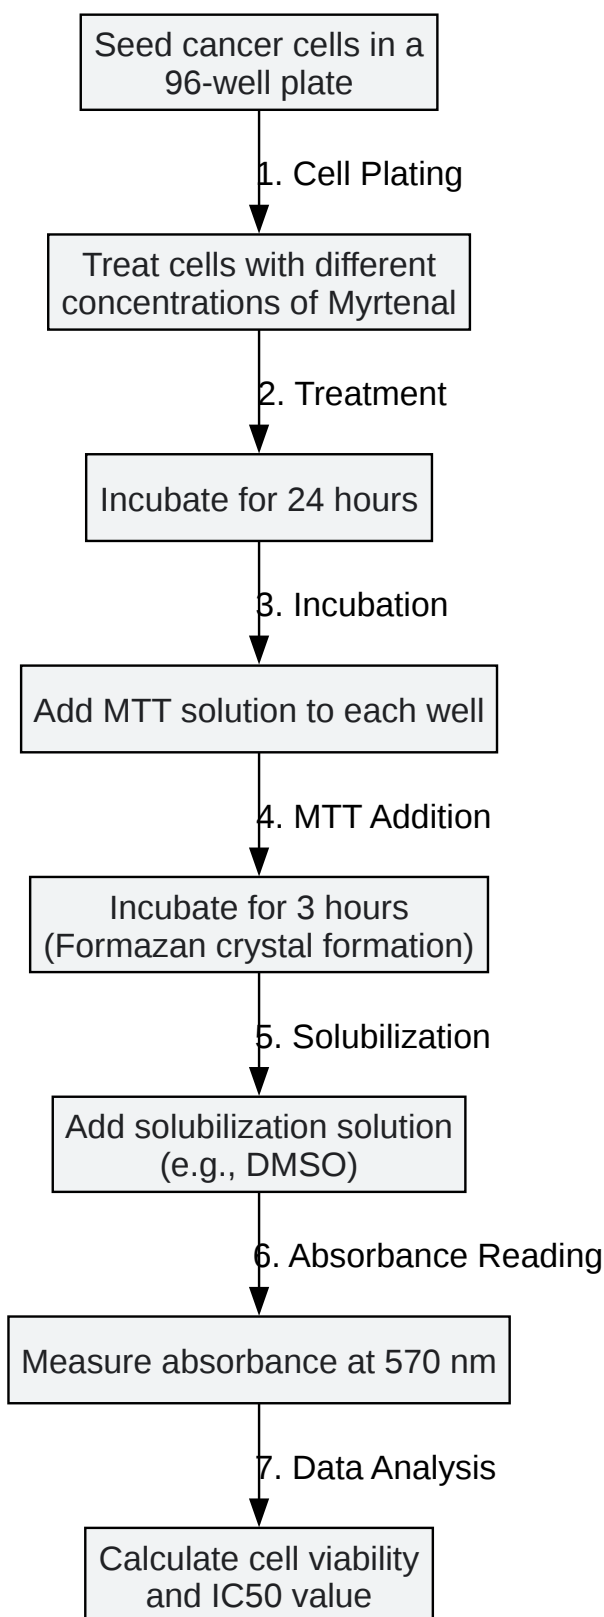 Seed cancer cells in a
96-well plate
1. Cell Plating
Treat cells with different
concentrations of Myrtenal
2. Treatment
Incubate for 24 hours
3. Incubation
Add MTT solution to each well
4. MTT Addition
Incubate for 3 hours
(Formazan crystal formation)
5. Solubilization
Add solubilization solution
(e.g., DMSO)
6. Absorbance Reading
Measure absorbance at 570 nm
7. Data Analysis
Calculate cell viability
and IC50 value